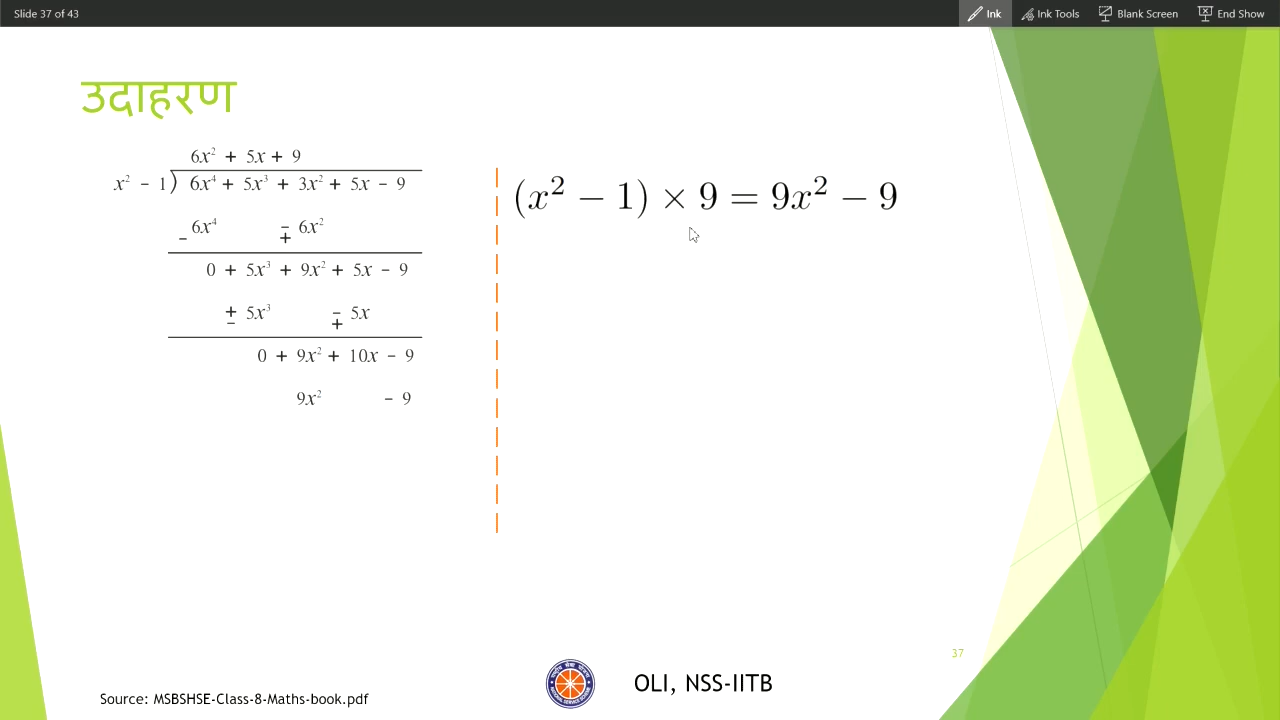 Slide 37 of 43
Ink
Ink Tools
Blank Screen
End Show
उदाहरण
6x² + 5x + 9
x² − 1) 6x⁴ + 5x³ + 3x² + 5x − 9
− 6x⁴ −+ 6x²
0 + 5x³ + 9x² + 5x − 9
+− 5x³ −+ 5x
0 + 9x² + 10x − 9
9x² − 9
(x² − 1) × 9 = 9x² − 9
37
Source: MSBSHSE-Class-8-Maths-book.pdf
OLI, NSS-IITB